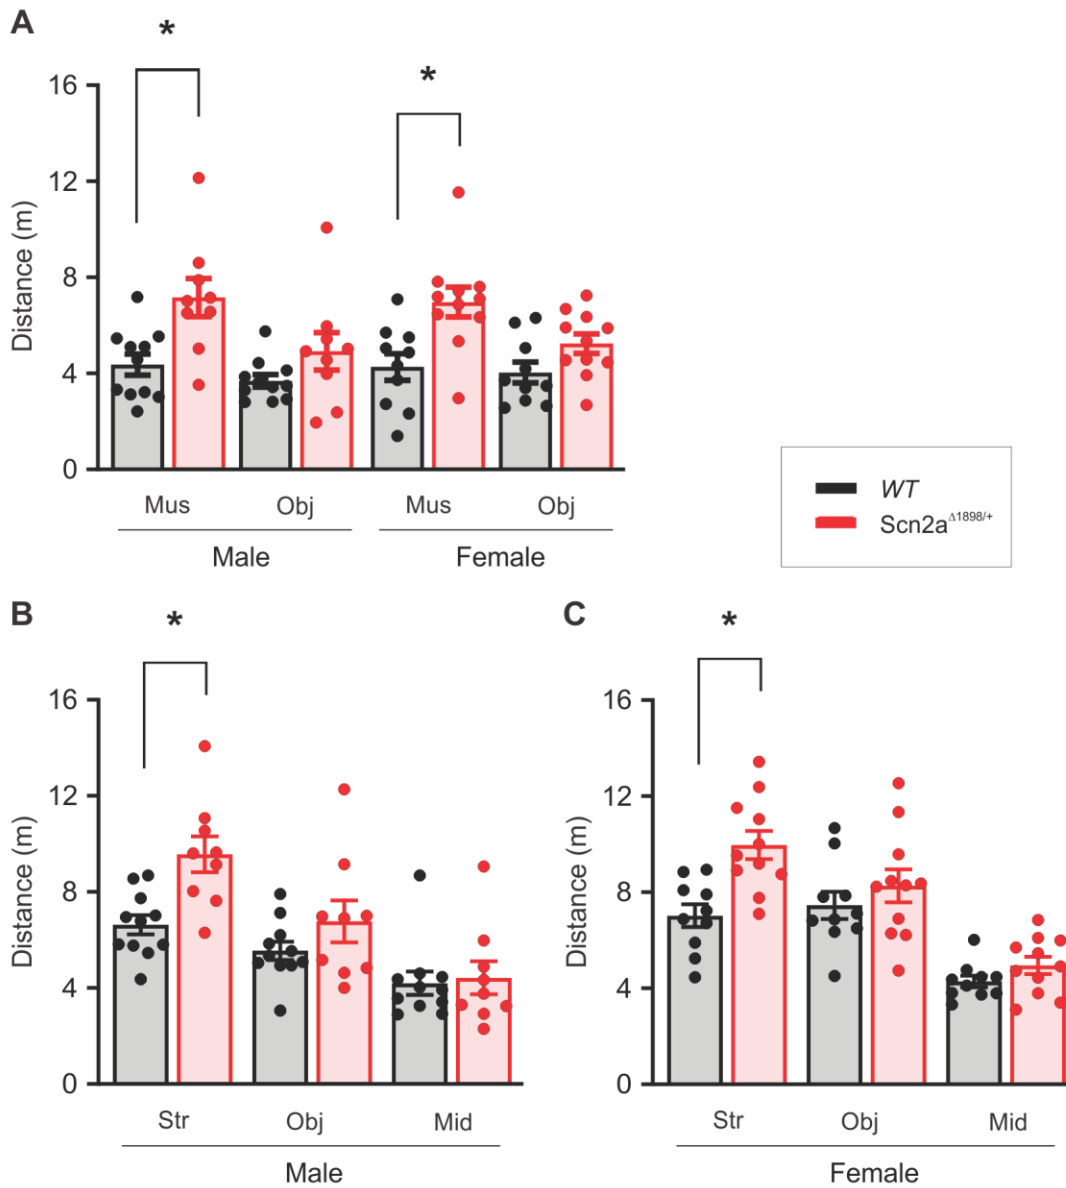 A
*
*
16
12
8
4
0
Distance (m)
Mus Obj Mus Obj
Male Female
WT
Scn2a^Δ1898/+
B
*
16
12
8
4
0
Distance (m)
Str Obj Mid
Male
C
*
16
12
8
4
0
Distance (m)
Str Obj Mid
Female